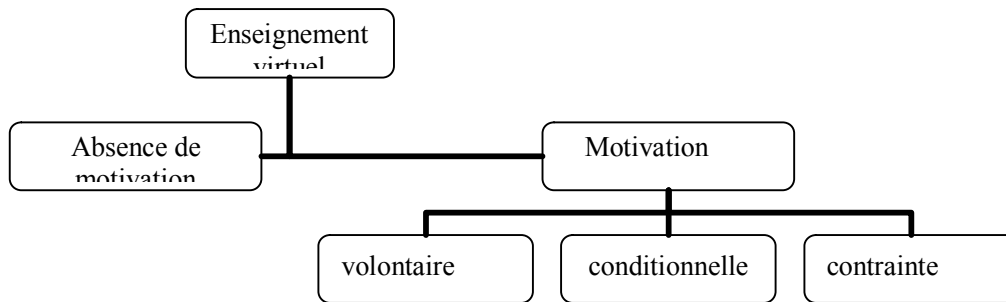 Enseignement
virtuel
Absence de
motivation
Motivation
volontaire
conditionnelle
contrainte